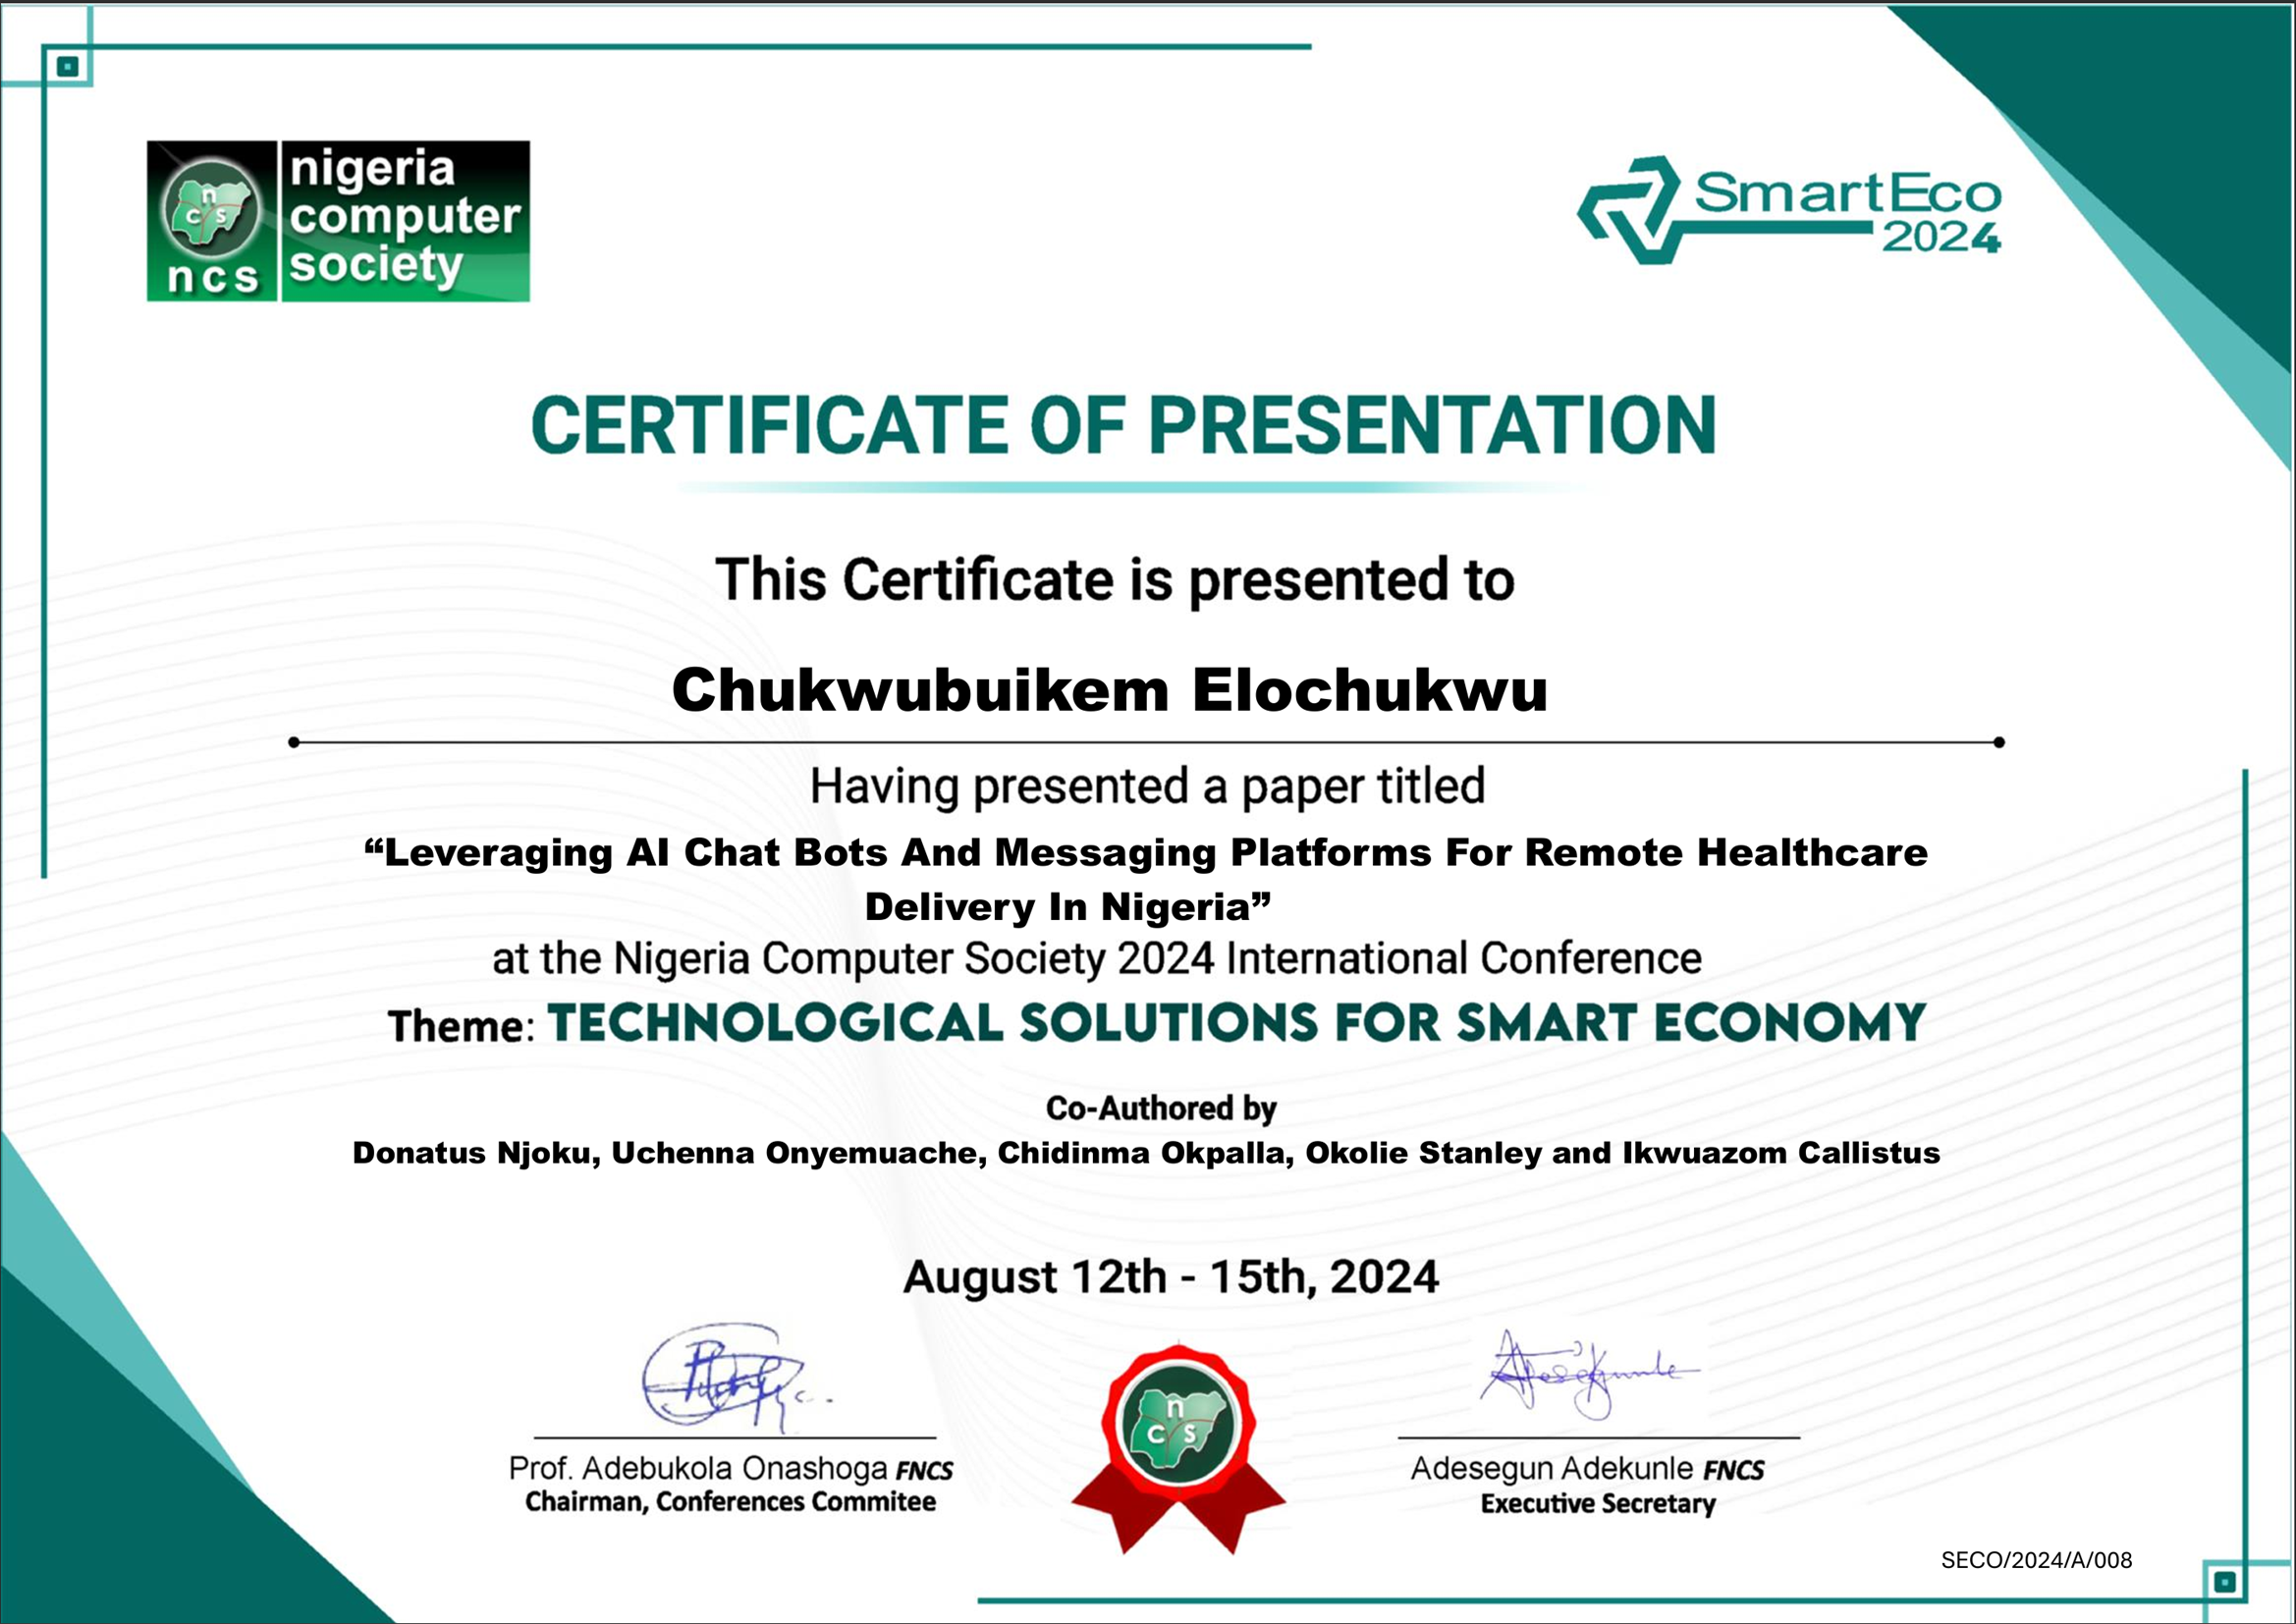 nigeria
computer
society
ncs
ncs
SmartEco
2024
CERTIFICATE OF PRESENTATION
This Certificate is presented to
Chukwubuikem Elochukwu
Having presented a paper titled
“Leveraging AI Chat Bots And Messaging Platforms For Remote Healthcare
Delivery In Nigeria”
at the Nigeria Computer Society 2024 International Conference
Theme: TECHNOLOGICAL SOLUTIONS FOR SMART ECONOMY
Co-Authored by
Donatus Njoku, Uchenna Onyemuache, Chidinma Okpalla, Okolie Stanley and Ikwuazom Callistus
August 12th - 15th, 2024
Prof. Adebukola Onashoga FNCS
Chairman, Conferences Commitee
ncs
Adesegun Adekunle FNCS
Executive Secretary
SECO/2024/A/008